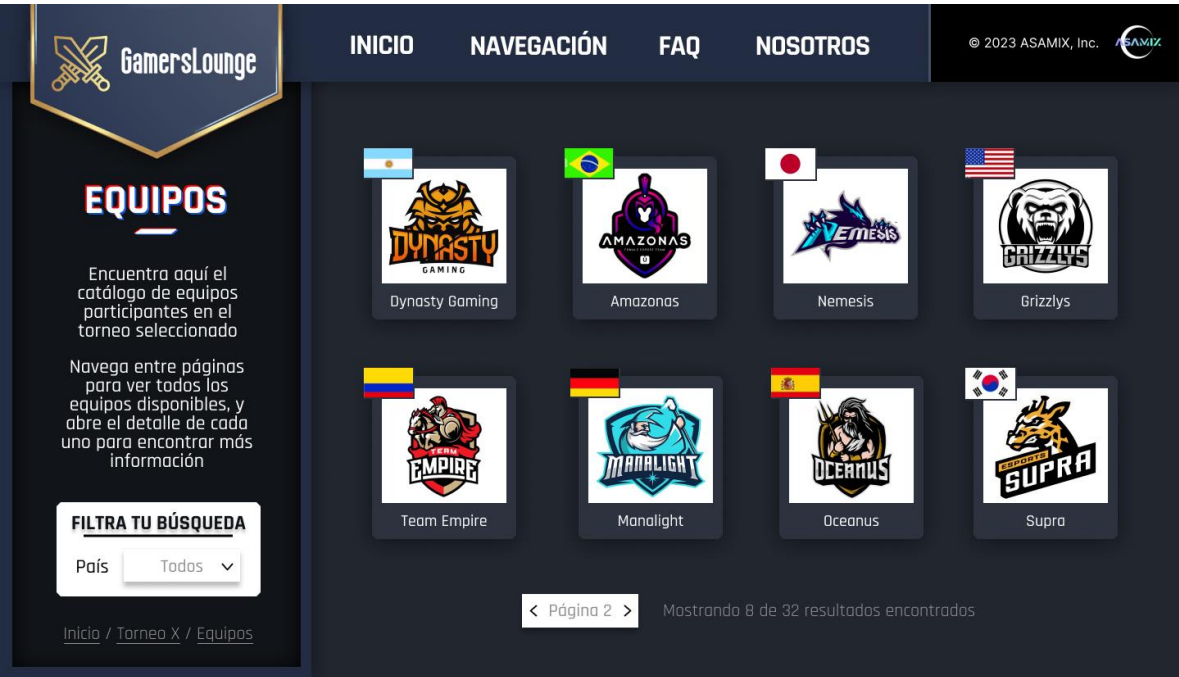 GamersLounge
INICIO
NAVEGACIÓN
FAQ
NOSOTROS
© 2023 ASAMIX, Inc.
ASAMIX
EQUIPOS
Encuentra aquí el
catálogo de equipos
participantes en el
torneo seleccionado
Navega entre páginas
para ver todos los
equipos disponibles, y
abre el detalle de cada
uno para encontrar más
información
FILTRA TU BÚSQUEDA
País
Todos
Inicio / Torneo X / Equipos
DYNASTY
GAMING
Dynasty Gaming
AMAZONAS
Amazonas
NEMESIS
Nemesis
GRIZZLYS
Grizzlys
TEAM
EMPIRE
Team Empire
MANALIGHT
Manalight
OCEANUS
Oceanus
ESPORTS
SUPRA
Supra
< Página 2 >
Mostrando 8 de 32 resultados encontrados